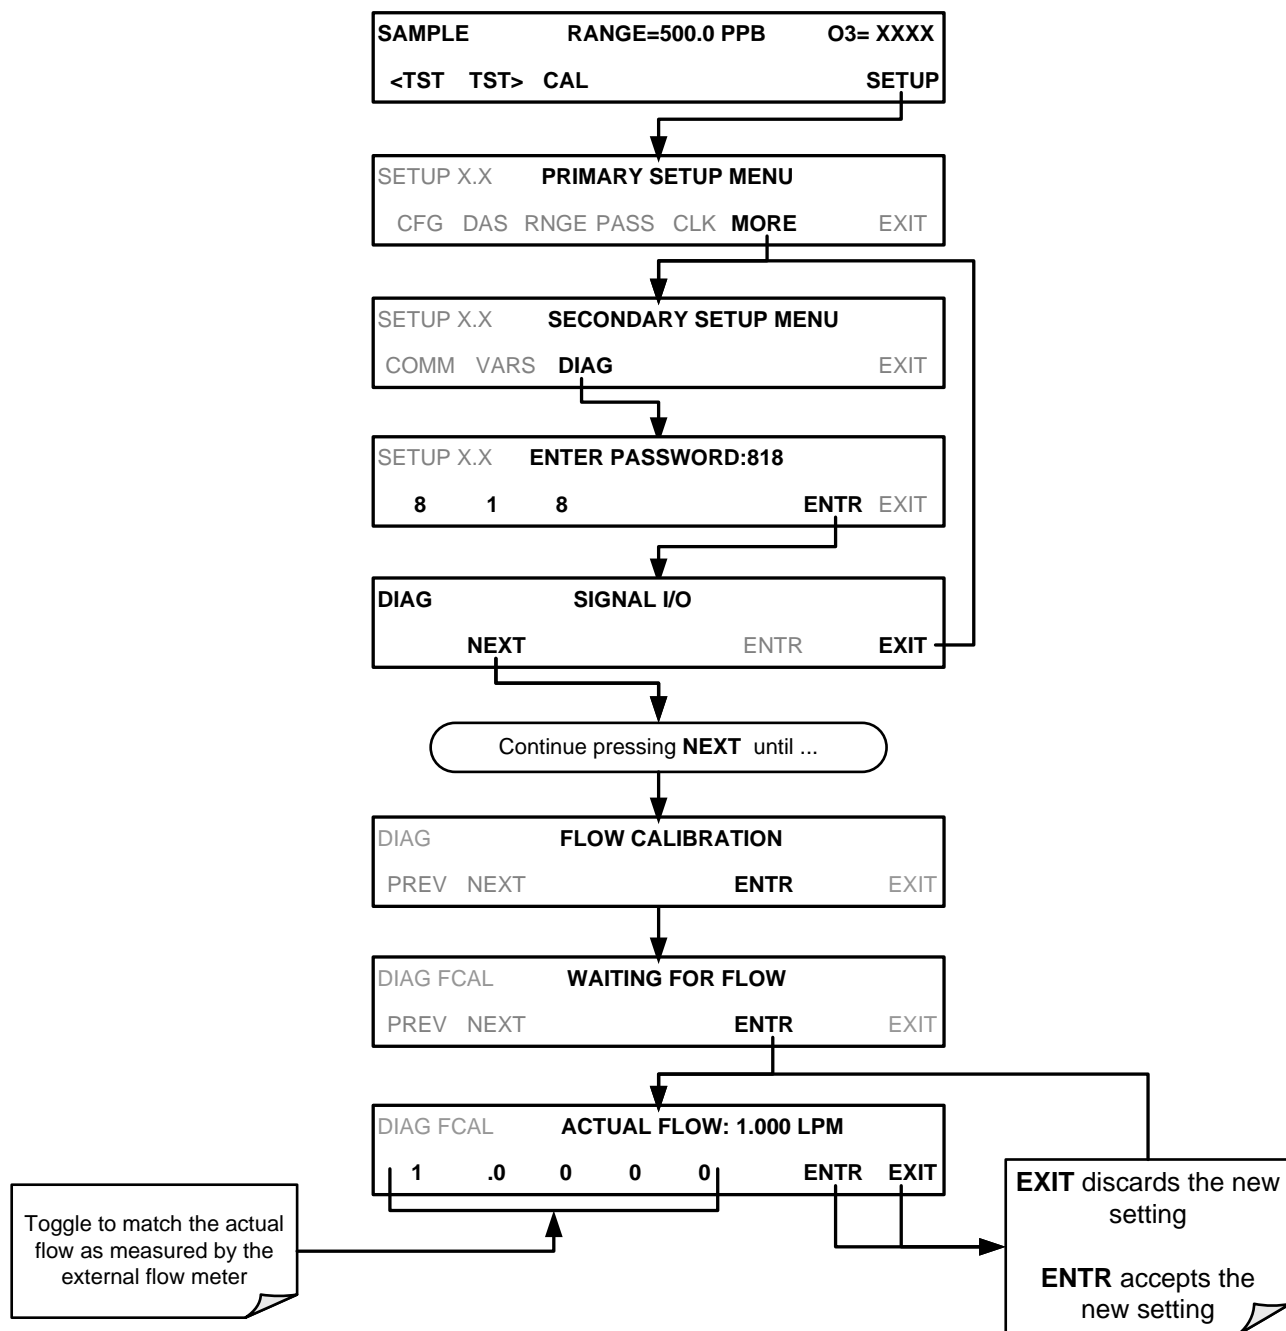 SAMPLE RANGE=500.0 PPB O3= XXXX
<TST TST> CAL SETUP
SETUP X.X PRIMARY SETUP MENU
CFG DAS RNGE PASS CLK MORE EXIT
SETUP X.X SECONDARY SETUP MENU
COMM VARS DIAG EXIT
SETUP X.X ENTER PASSWORD:818
8 1 8 ENTR EXIT
DIAG SIGNAL I/O
NEXT ENTR EXIT
Continue pressing NEXT until ...
DIAG FLOW CALIBRATION
PREV NEXT ENTR EXIT
DIAG FCAL WAITING FOR FLOW
PREV NEXT ENTR EXIT
DIAG FCAL ACTUAL FLOW: 1.000 LPM
1 .0 0 0 0 ENTR EXIT
Toggle to match the actual
flow as measured by the
external flow meter
EXIT discards the new
setting
ENTR accepts the
new setting